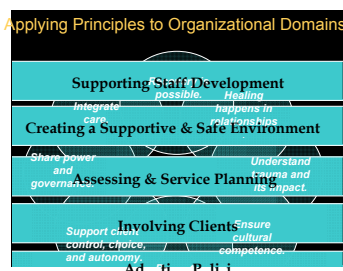 Applying Principles to Organizational Domains
Supporting Staff Development
possible.
Healing
happens in
relationships
Integrate
care.
Creating a Supportive & Safe Environment
Share power
and
governance.
Understand
trauma and
its impact.
Assessing & Service Planning
Involving Clients
Support client
control, choice,
and autonomy.
Ensure
cultural
competence.